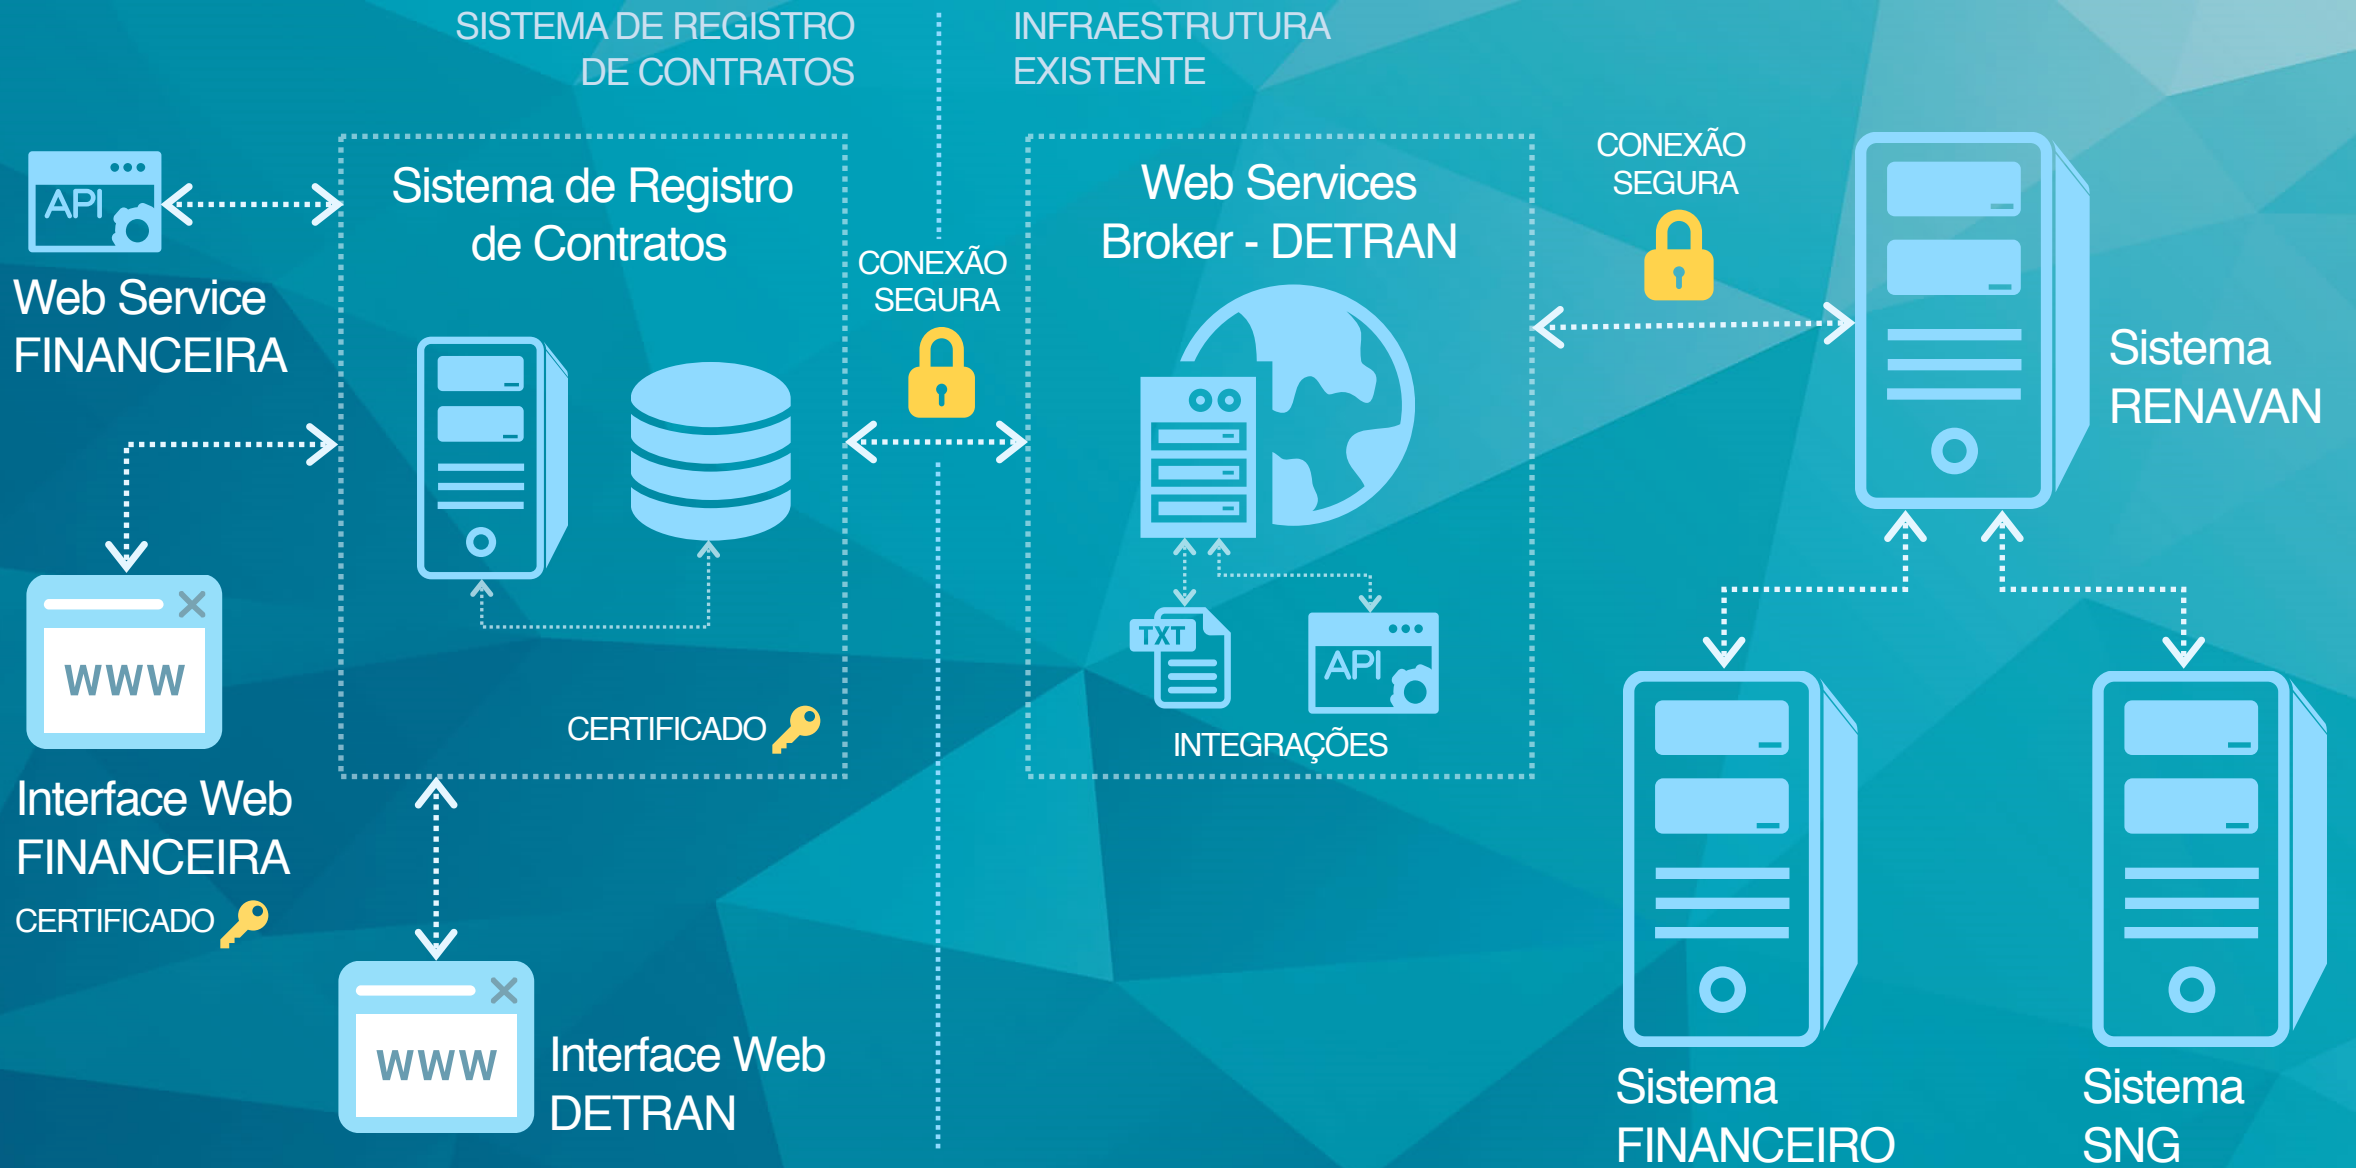 SISTEMA DE REGISTRO
DE CONTRATOS
INFRAESTRUTURA
EXISTENTE
API
Web Service
FINANCEIRA
Sistema de Registro
de Contratos
CERTIFICADO
CONEXÃO
SEGURA
Web Services
Broker - DETRAN
TXT
API
INTEGRAÇÕES
CONEXÃO
SEGURA
Sistema
RENAVAN
WWW
Interface Web
FINANCEIRA
CERTIFICADO
WWW
Interface Web
DETRAN
Sistema
FINANCEIRO
Sistema
SNG